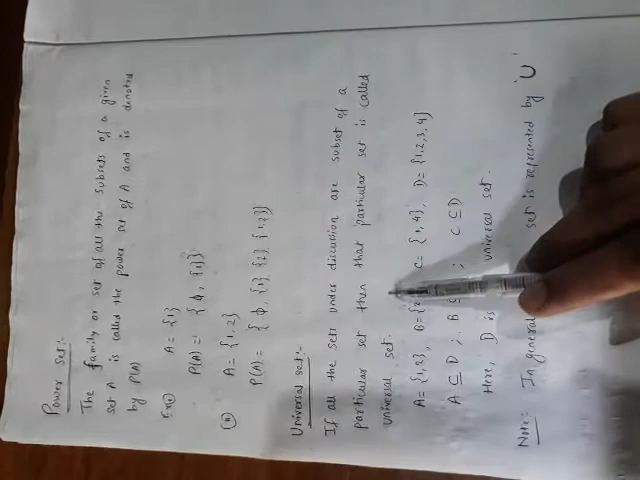 Power set:-
The family or set of all the subsets of a given
set A is called the power set of A and is denoted
by P(A)
Ex(i) A = {1}
P(A) = {ϕ, {1}}
(ii) A = {1,2}
P(A) = {ϕ, {1}, {2}, {1,2}}
Universal set:-
If all the sets under discussion are subset of a
particular set then that particular set is called
universal set.
A = {1,2}, B = {2 C = {1,4}, D = {1,2,3,4}
A ⊆ D ; B ⊆ ; C ⊆ D
Here, D is universal set.
Note: In general set is represented by 'U'